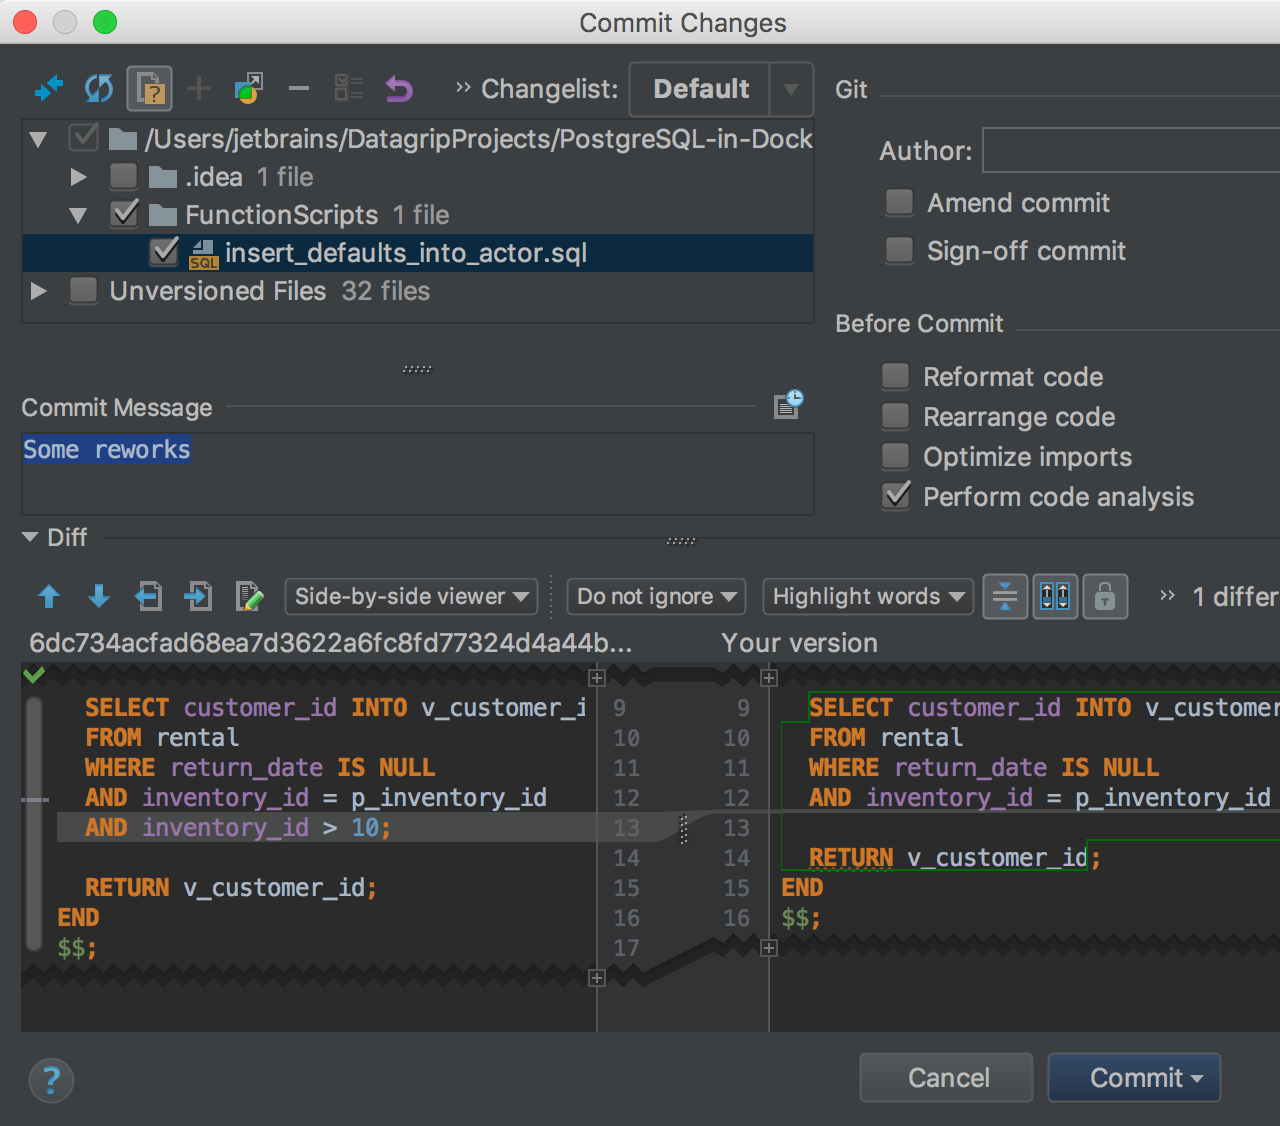 Commit Changes
» Changelist: Default
/Users/jetbrains/DatagripProjects/PostgreSQL-in-Dock
.idea 1 file
FunctionScripts 1 file
SQL insert_defaults_into_actor.sql
Unversioned Files 32 files
Git
Author:
Amend commit
Sign-off commit
Before Commit
Reformat code
Rearrange code
Optimize imports
Perform code analysis
Commit Message
Some reworks
Diff
Side-by-side viewer Do not ignore Highlight words » 1 differ
6dc734acfad68ea7d3622a6fc8fd77324d4a44b... Your version
SELECT customer_id INTO v_customer_i 9
FROM rental 10
WHERE return_date IS NULL 11
AND inventory_id = p_inventory_id 12
AND inventory_id > 10; 13
14
RETURN v_customer_id; 15
END 16
$$; 17
9 SELECT customer_id INTO v_customer
10 FROM rental
11 WHERE return_date IS NULL
12 AND inventory_id = p_inventory_id
13
14 RETURN v_customer_id;
15 END
16 $$;
? Cancel Commit